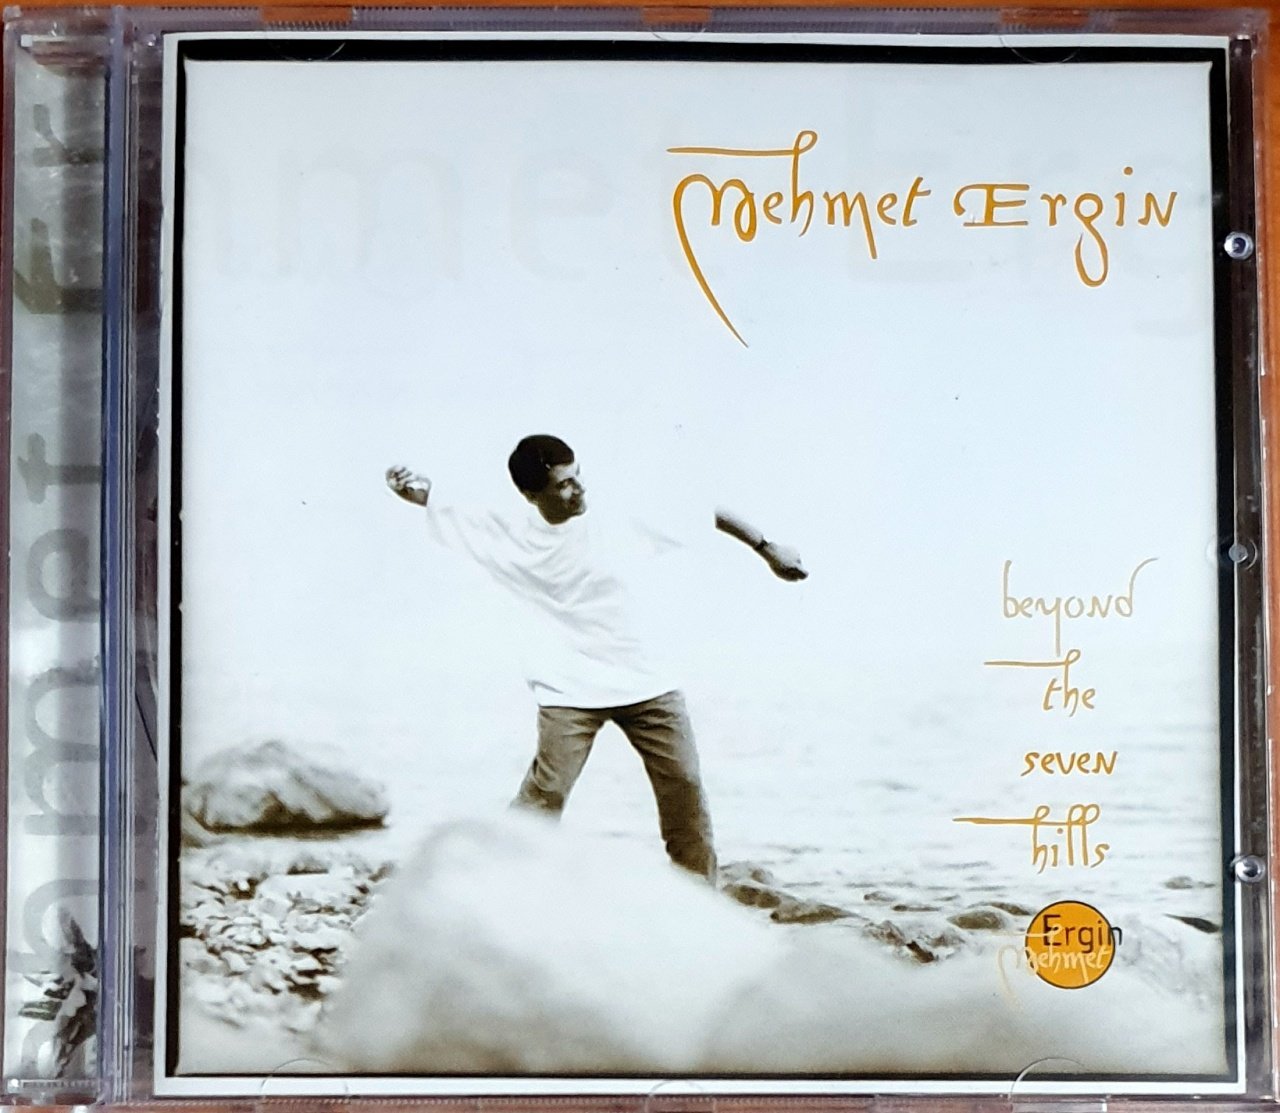 Mehmet Ergin
beyond
the
seven
hills
Ergin
Mehmet